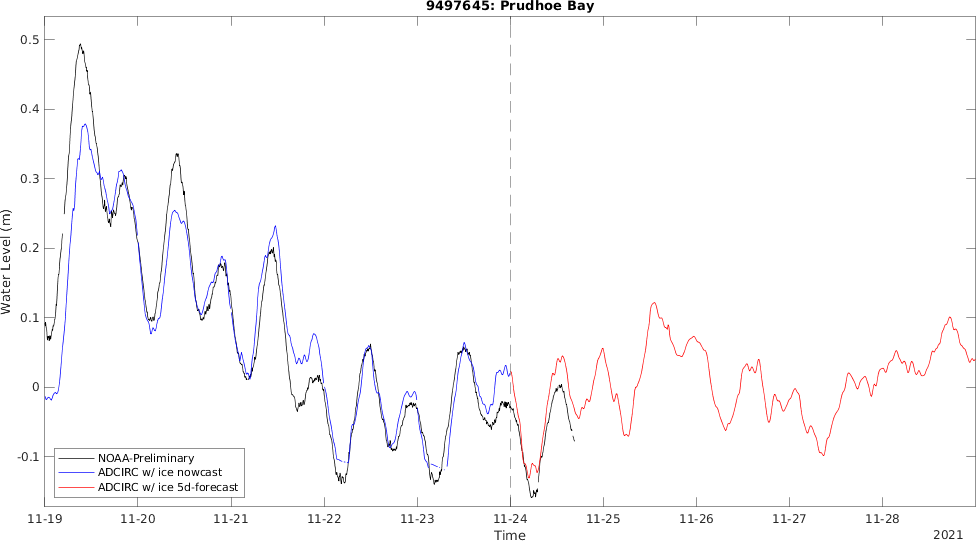 9497645: Prudhoe Bay
0.5
0.4
0.3
0.2
0.1
0
-0.1
Water Level (m)
NOAA-Preliminary
ADCIRC w/ ice nowcast
ADCIRC w/ ice 5d-forecast
11-19 11-20 11-21 11-22 11-23 11-24 11-25 11-26 11-27 11-28
Time
2021